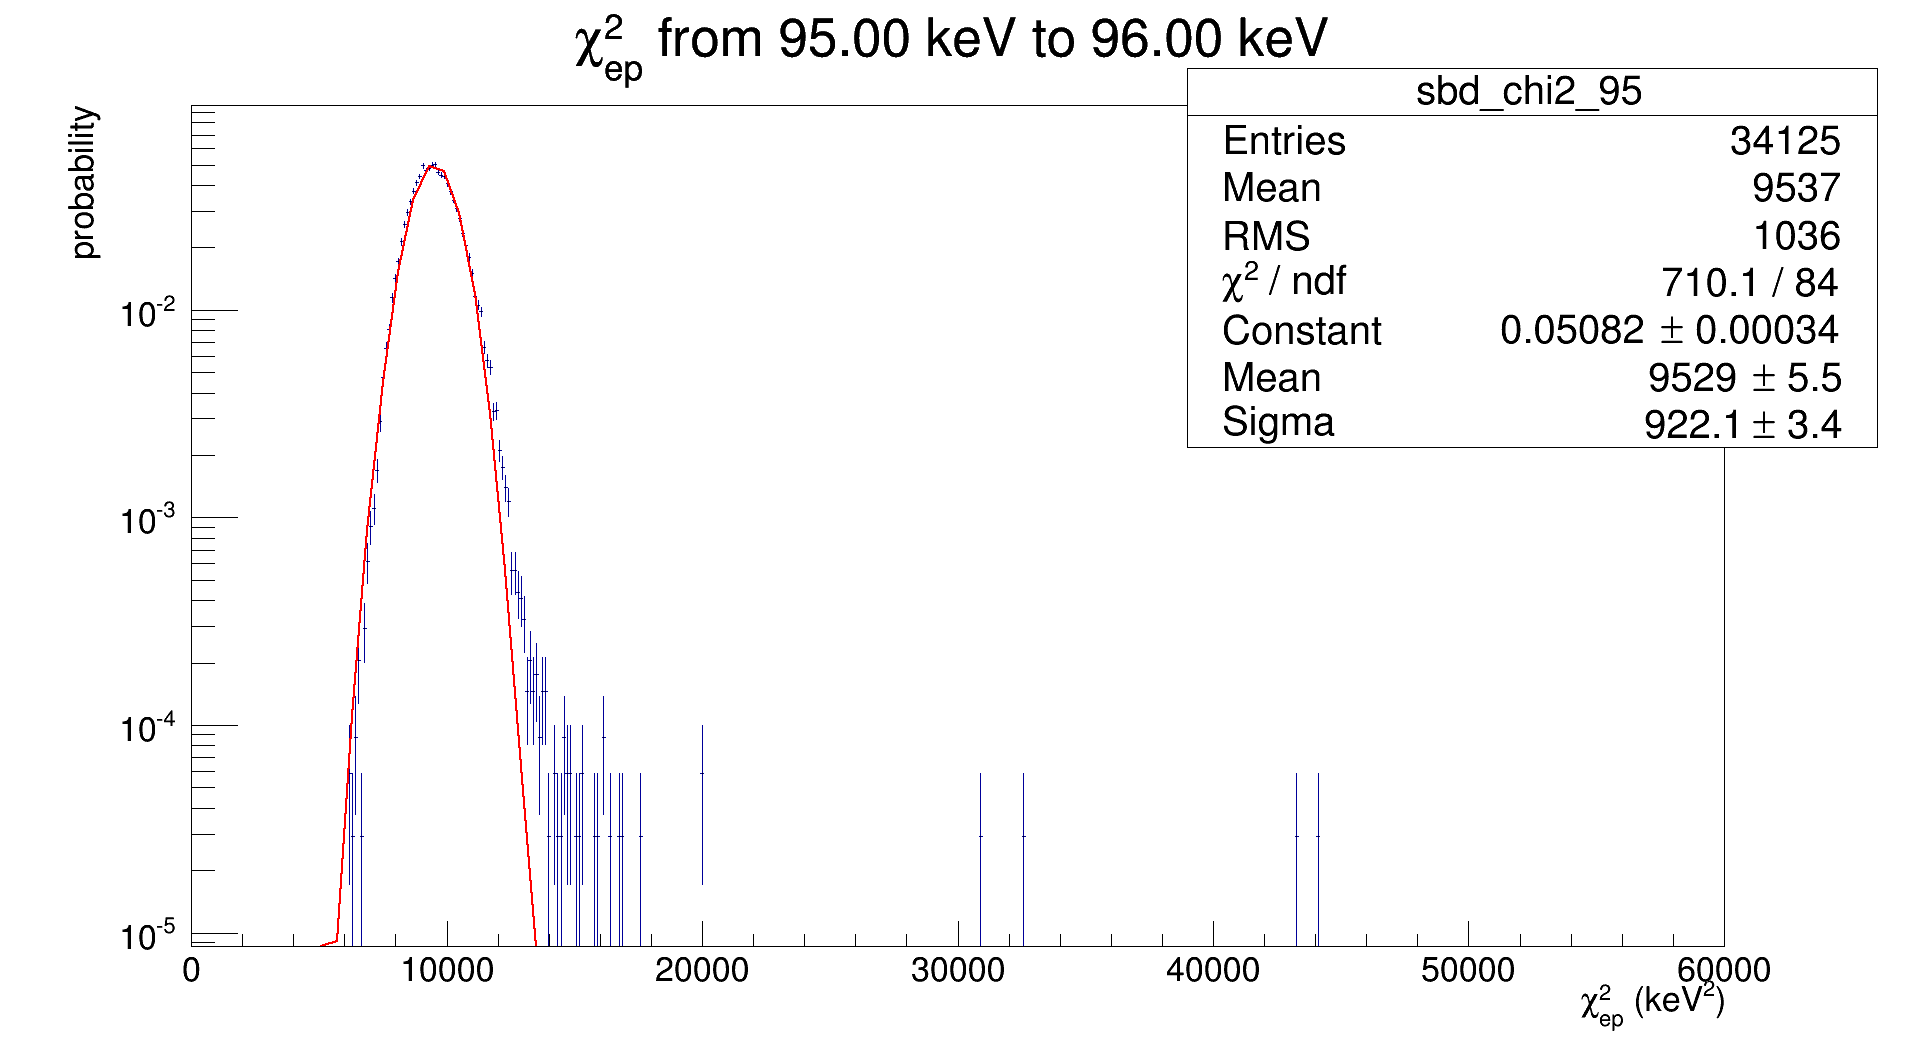 χ²ep from 95.00 keV to 96.00 keV
probability
sbd_chi2_95
Entries 34125
Mean 9537
RMS 1036
χ² / ndf 710.1 / 84
Constant 0.05082 ± 0.00034
Mean 9529 ± 5.5
Sigma 922.1 ± 3.4
10⁻²
10⁻³
10⁻⁴
10⁻⁵
0 10000 20000 30000 40000 50000 60000
χ²ep (keV²)